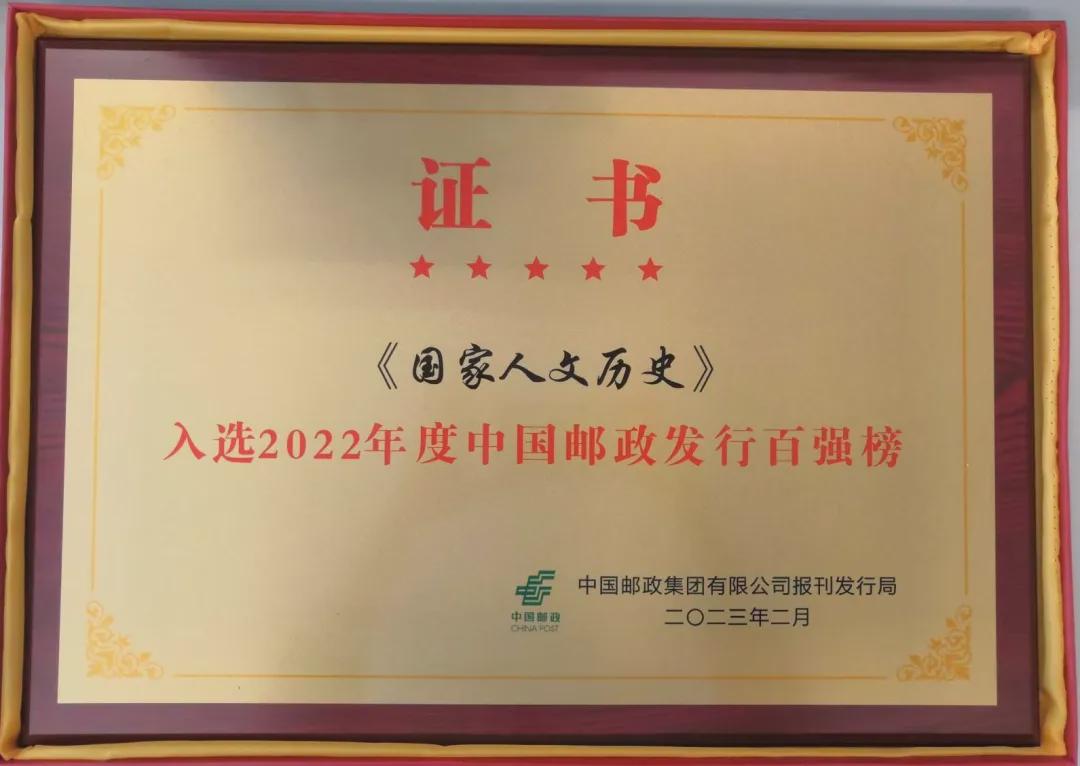 证 书
《国家人文历史》
入选2022年度中国邮政发行百强榜
中国邮政
CHINA POST
中国邮政集团有限公司报刊发行局
二〇二三年二月